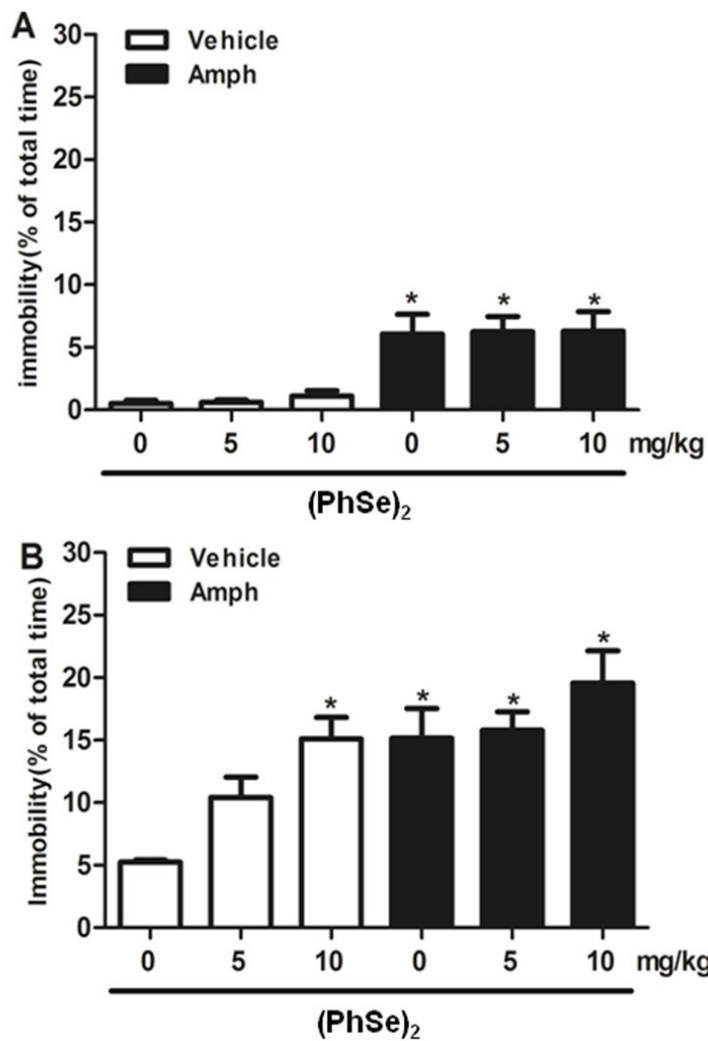 A
30
25
20
15
10
5
0
immobility(% of total time)
Vehicle
Amph
* * *
0 5 10 0 5 10 mg/kg
(PhSe)₂
B
30
25
20
15
10
5
0
Immobility(% of total time)
Vehicle
Amph
* * * *
0 5 10 0 5 10 mg/kg
(PhSe)₂